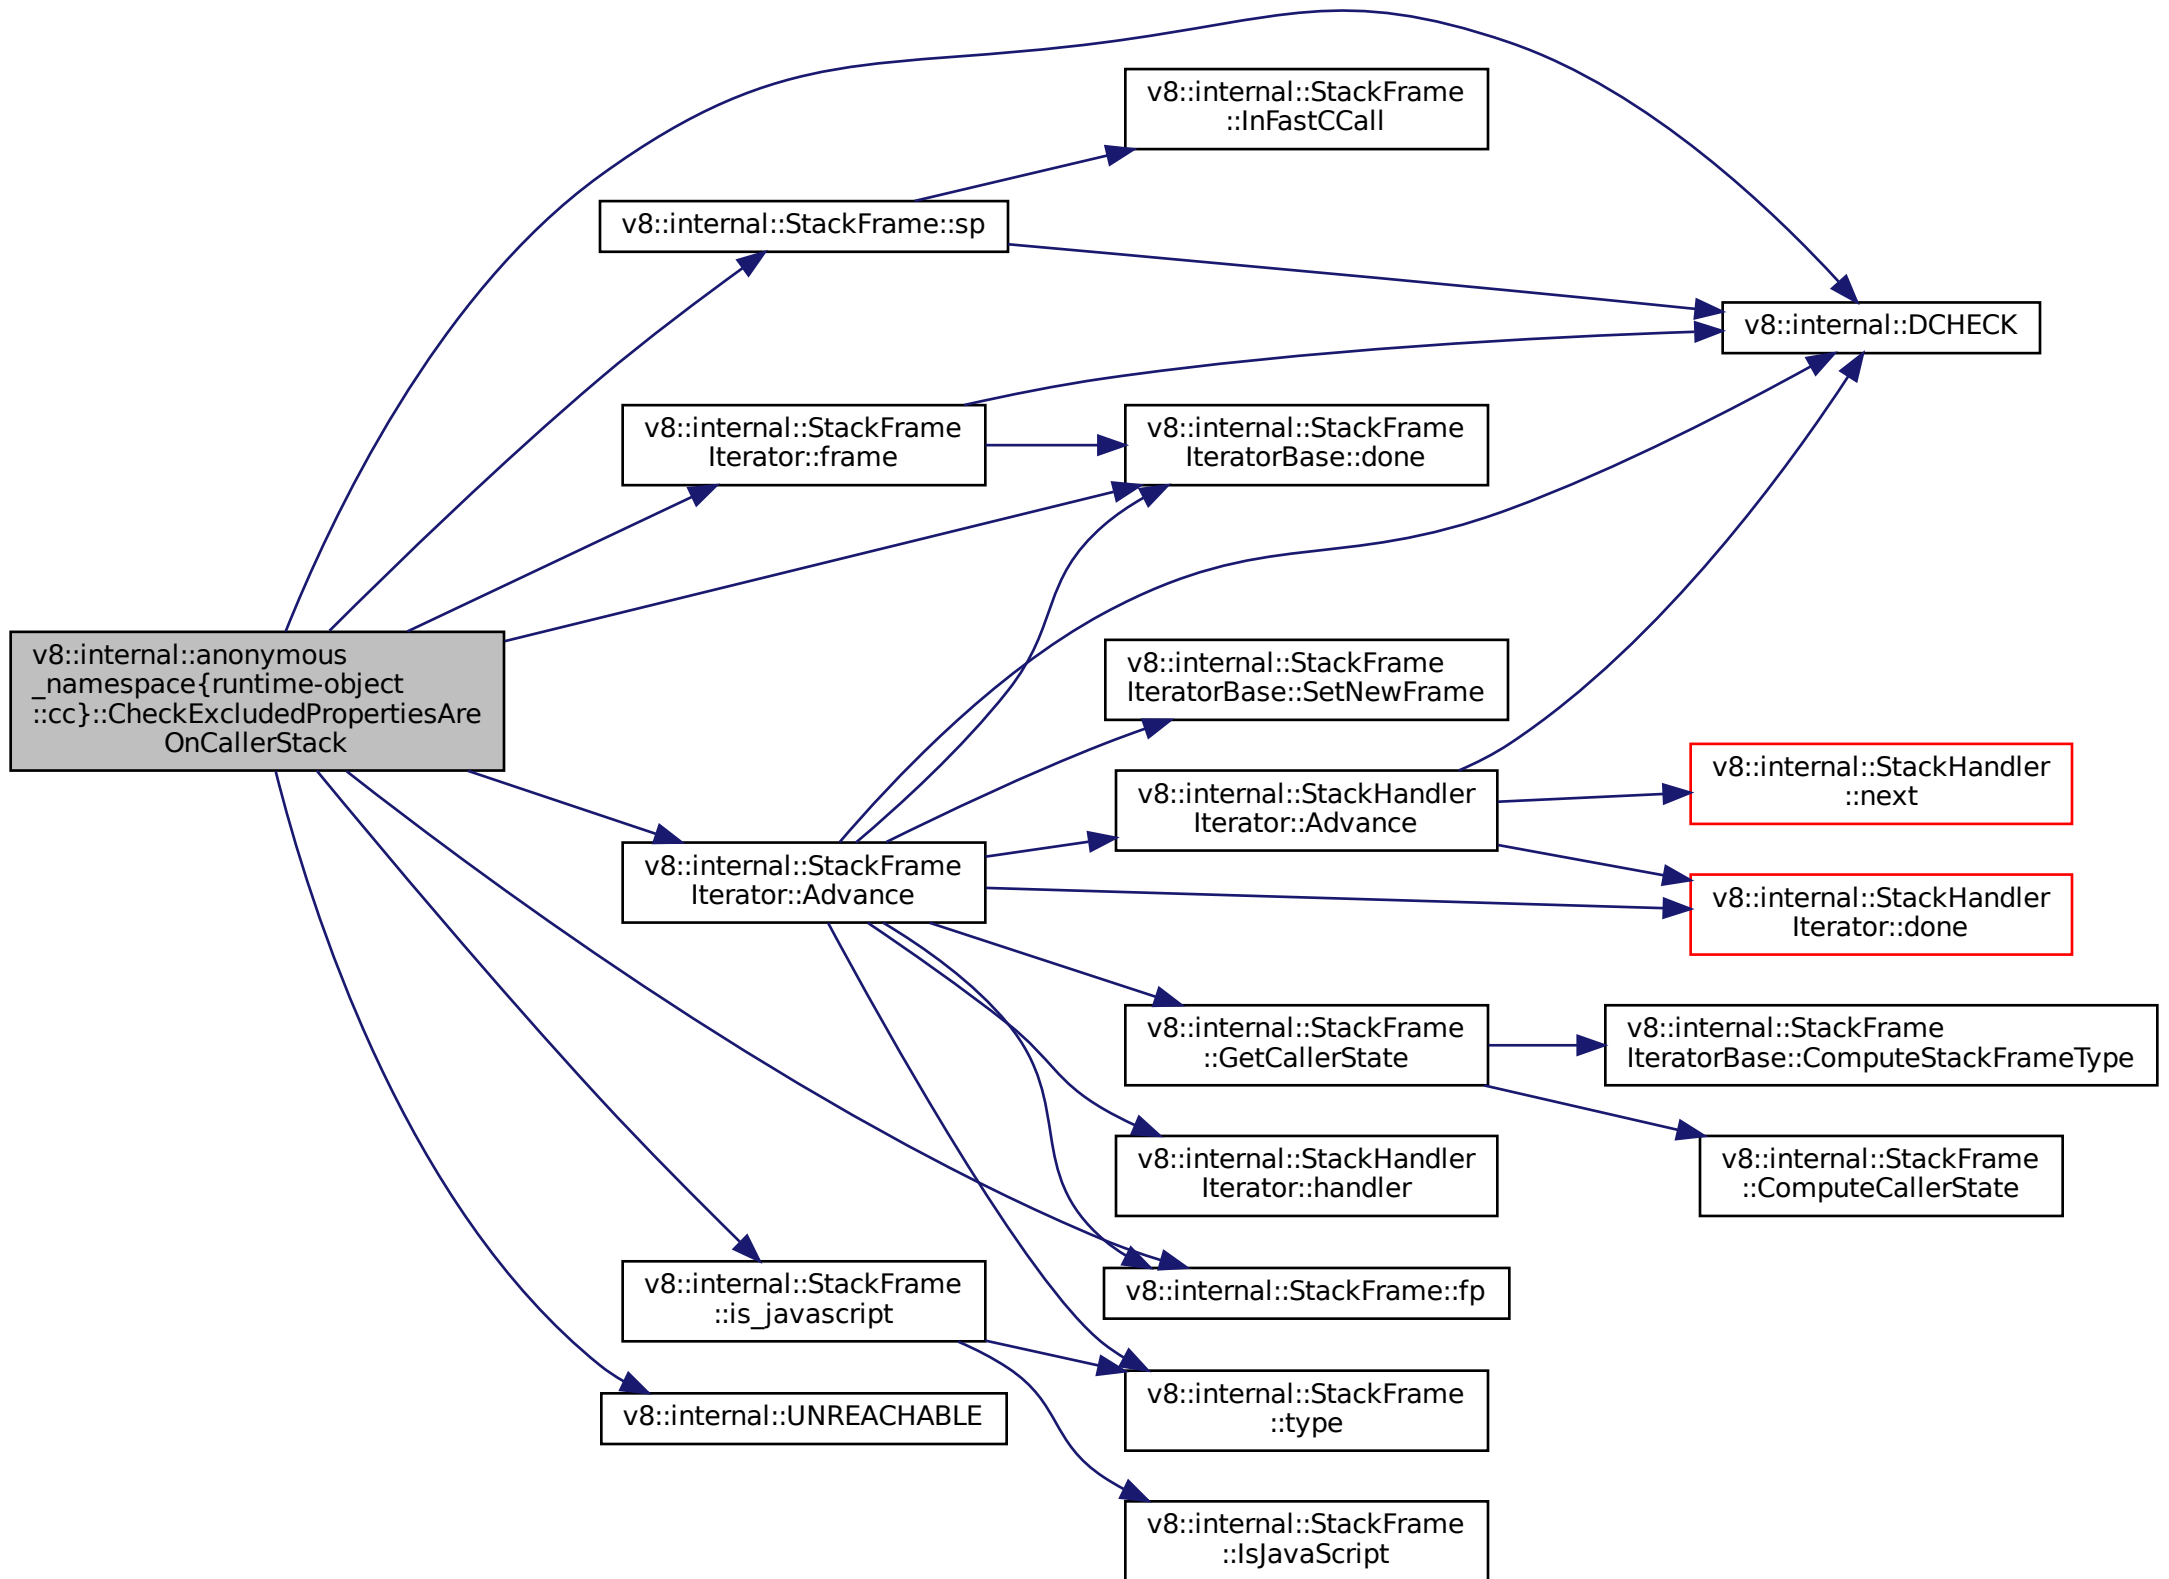 v8::internal::StackFrame
::InFastCCall
v8::internal::StackFrame::sp
v8::internal::DCHECK
v8::internal::StackFrame
Iterator::frame
v8::internal::StackFrame
IteratorBase::done
v8::internal::anonymous
_namespace{runtime-object
::cc}::CheckExcludedPropertiesAre
OnCallerStack
v8::internal::StackFrame
IteratorBase::SetNewFrame
v8::internal::StackHandler
::next
v8::internal::StackHandler
Iterator::Advance
v8::internal::StackFrame
Iterator::Advance
v8::internal::StackHandler
Iterator::done
v8::internal::StackFrame
::GetCallerState
v8::internal::StackFrame
IteratorBase::ComputeStackFrameType
v8::internal::StackHandler
Iterator::handler
v8::internal::StackFrame
::ComputeCallerState
v8::internal::StackFrame
::is_javascript
v8::internal::StackFrame::fp
v8::internal::UNREACHABLE
v8::internal::StackFrame
::type
v8::internal::StackFrame
::IsJavaScript